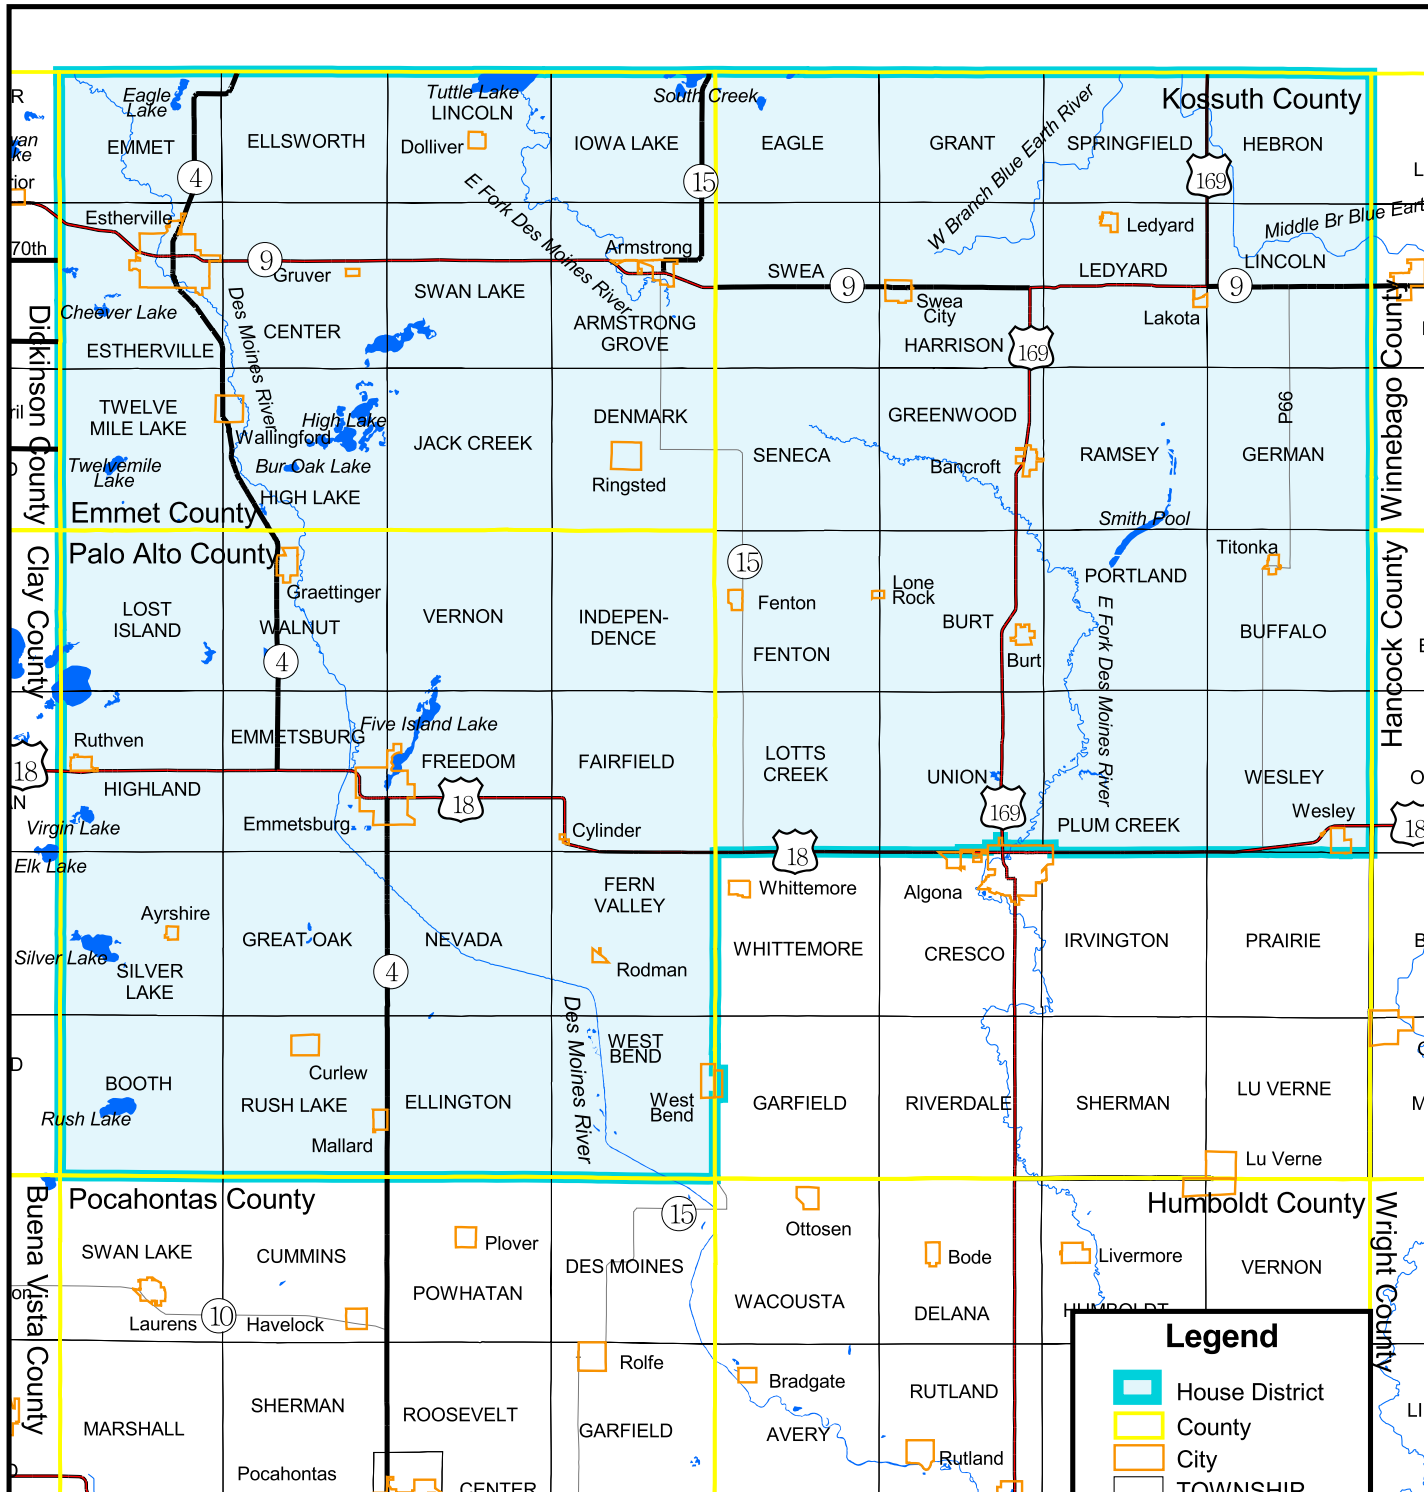 R
Eagle
Lake
EMMET
ELLSWORTH
Tuttle Lake
LINCOLN
Dolliver
IOWA LAKE
South Creek
EAGLE
GRANT
W Branch Blue Earth River
SPRINGFIELD
Kossuth County
HEBRON
4
15
169
Estherville
E Fork Des Moines River
Armstrong
Ledyard
Middle Br Blue Eart
70th
9
Gruver
SWAN LAKE
SWEA
9
Swea
City
LEDYARD
LINCOLN
9
Lakota
Cheever Lake
Des Moines River
CENTER
ARMSTRONG
GROVE
HARRISON
169
ESTHERVILLE
Dickinson County
Winnebago County
TWELVE
MILE LAKE
Wallingford
High Lake
JACK CREEK
DENMARK
GREENWOOD
P66
Twelvemile
Lake
Bur Oak Lake
HIGH LAKE
Ringsted
SENECA
Bancroft
RAMSEY
GERMAN
Emmet County
Smith Pool
Palo Alto County
Clay County
Hancock County
Graettinger
LOST
ISLAND
WALNUT
4
VERNON
INDEPEN-
DENCE
15
Fenton
FENTON
Lone
Rock
BURT
Burt
PORTLAND
Titonka
BUFFALO
E Fork Des Moines River
Ruthven
18
HIGHLAND
EMMETSBURG
Five Island Lake
FREEDOM
18
FAIRFIELD
LOTTS
CREEK
UNION
169
PLUM CREEK
WESLEY
Wesley
18
Virgin Lake
Emmetsburg
Cylinder
18
Elk Lake
FERN
VALLEY
Whittemore
Algona
Ayrshire
GREAT OAK
NEVADA
WHITTEMORE
CRESCO
IRVINGTON
PRAIRIE
Silver Lake
SILVER
LAKE
4
Rodman
Des Moines River
WEST
BEND
Curlew
BOOTH
Rush Lake
RUSH LAKE
Mallard
ELLINGTON
West
Bend
GARFIELD
RIVERDALE
SHERMAN
LU VERNE
Lu Verne
Pocahontas County
Buena Vista County
15
Humboldt County
Wright County
SWAN LAKE
CUMMINS
Plover
POWHATAN
DES MOINES
Ottosen
Bode
Livermore
VERNON
Laurens
10
Havelock
WACOUSTA
DELANA
HUMBOLDT
Rolfe
Bradgate
RUTLAND
MARSHALL
SHERMAN
ROOSEVELT
GARFIELD
AVERY
Rutland
Pocahontas
CENTER
Legend
House District
County
City
TOWNSHIP